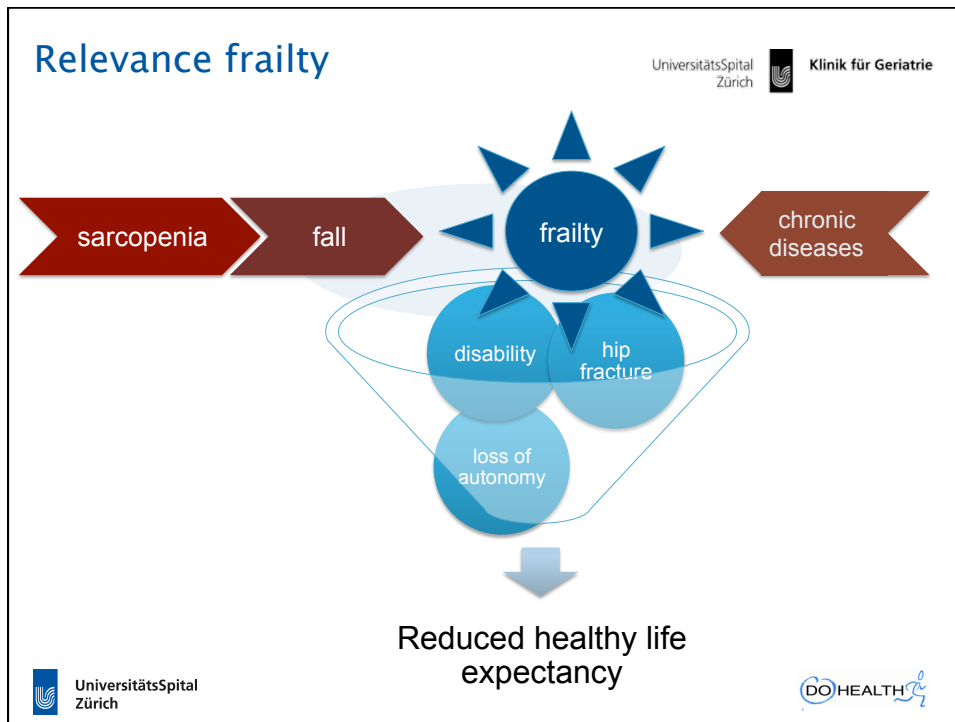 Relevance frailty
UniversitätsSpital
Zürich
Klinik für Geriatrie
sarcopenia
fall
frailty
chronic
diseases
disability
hip
fracture
loss of
autonomy
Reduced healthy life
expectancy
UniversitätsSpital
Zürich
DO HEALTH